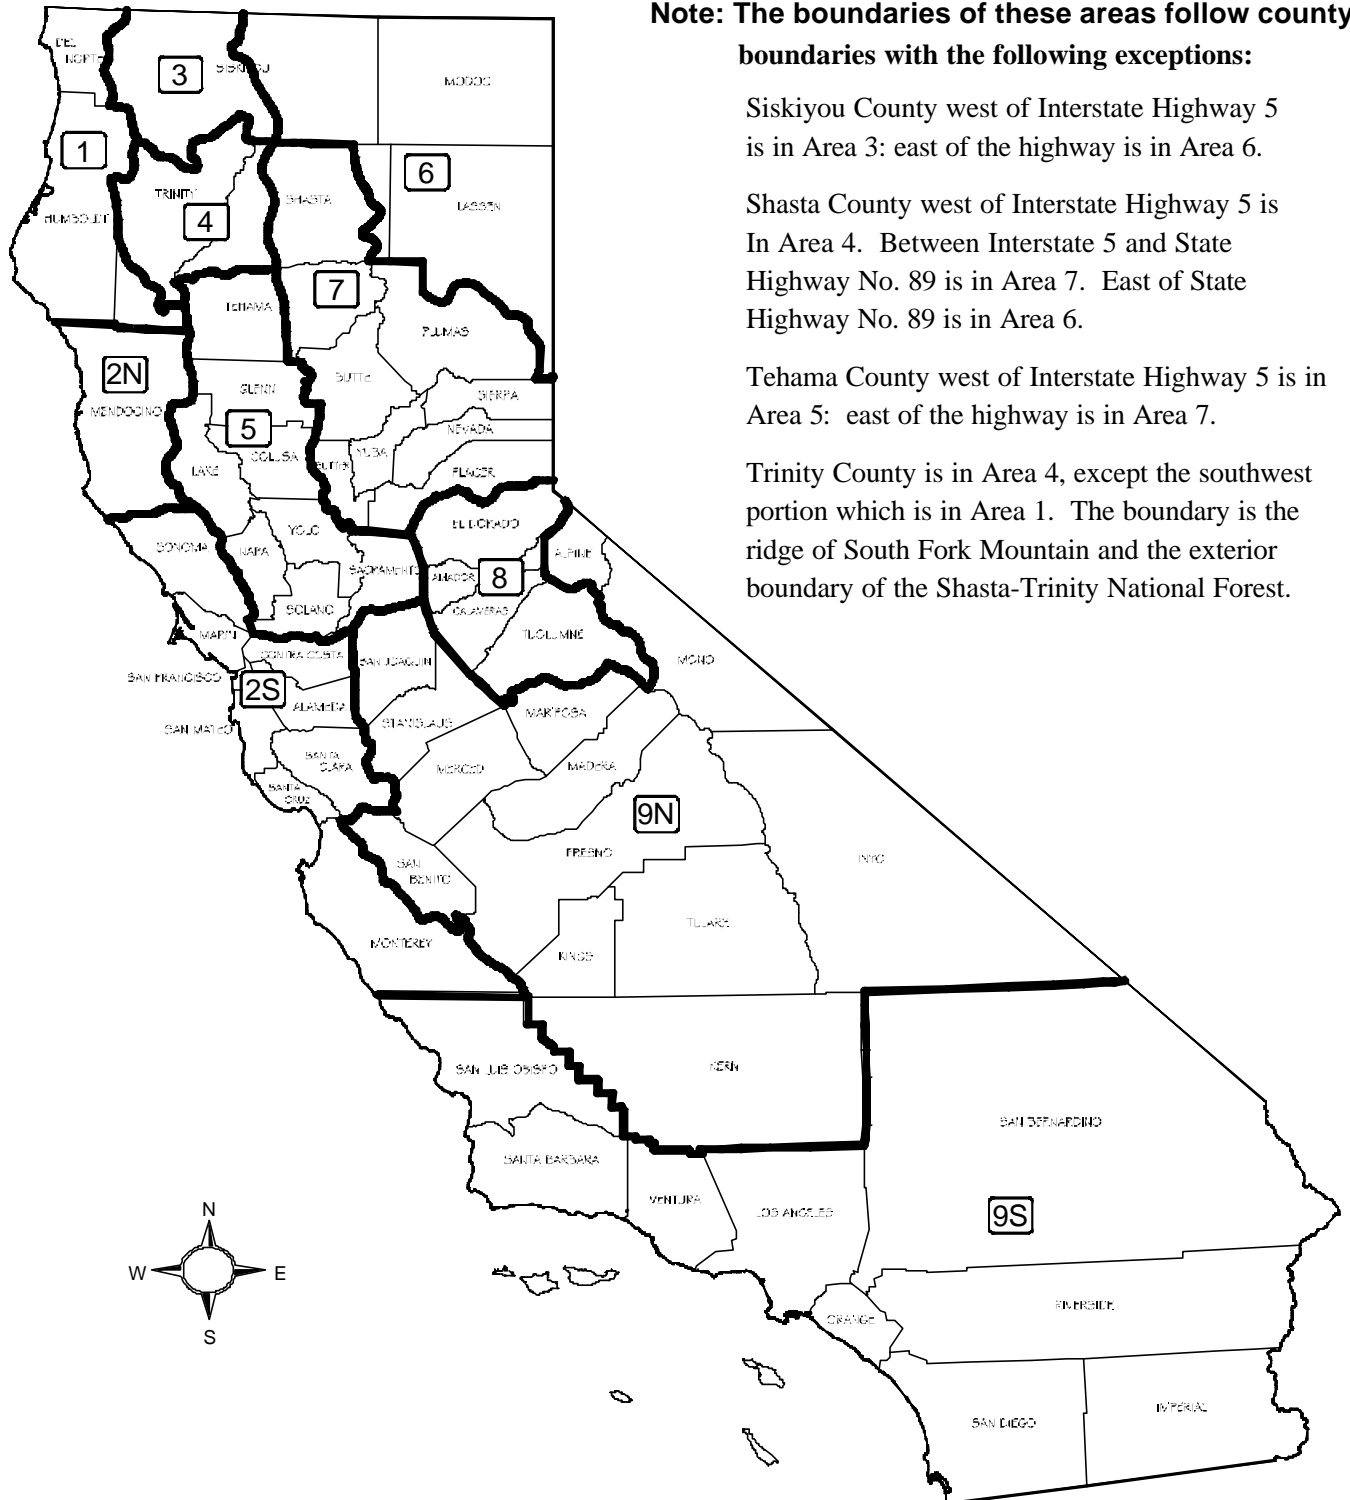 Note: The boundaries of these areas follow county
boundaries with the following exceptions:
Siskiyou County west of Interstate Highway 5
is in Area 3: east of the highway is in Area 6.
Shasta County west of Interstate Highway 5 is
In Area 4. Between Interstate 5 and State
Highway No. 89 is in Area 7. East of State
Highway No. 89 is in Area 6.
Tehama County west of Interstate Highway 5 is in
Area 5: east of the highway is in Area 7.
Trinity County is in Area 4, except the southwest
portion which is in Area 1. The boundary is the
ridge of South Fork Mountain and the exterior
boundary of the Shasta-Trinity National Forest.
DEL
NORTE
3
SISKIYOU
MODOC
1
6
TRINITY
SHASTA
LASSEN
HUMBOLDT
4
7
TEHAMA
PLUMAS
2N
BUTTE
GLENN
SIERRA
MENDOCINO
5
NEVADA
COLUSA
YUBA
LAKE
SUTTER
PLACER
EL DORADO
YOLO
SONOMA
NAPA
ALPINE
SACRAMENTO
AMADOR
8
SOLANO
CALAVERAS
MARIN
TUOLUMNE
CONTRA COSTA
SAN JOAQUIN
MONO
SAN FRANCISCO
2S
ALAMEDA
MARIPOSA
STANISLAUS
SAN MATEO
SANTA
CLARA
MERCED
MADERA
SANTA
CRUZ
9N
FRESNO
INYO
SAN
BENITO
TULARE
MONTEREY
KINGS
SAN LUIS OBISPO
KERN
SAN BERNARDINO
SANTA BARBARA
VENTURA
LOS ANGELES
9S
N
W
E
S
RIVERSIDE
ORANGE
IMPERIAL
SAN DIEGO